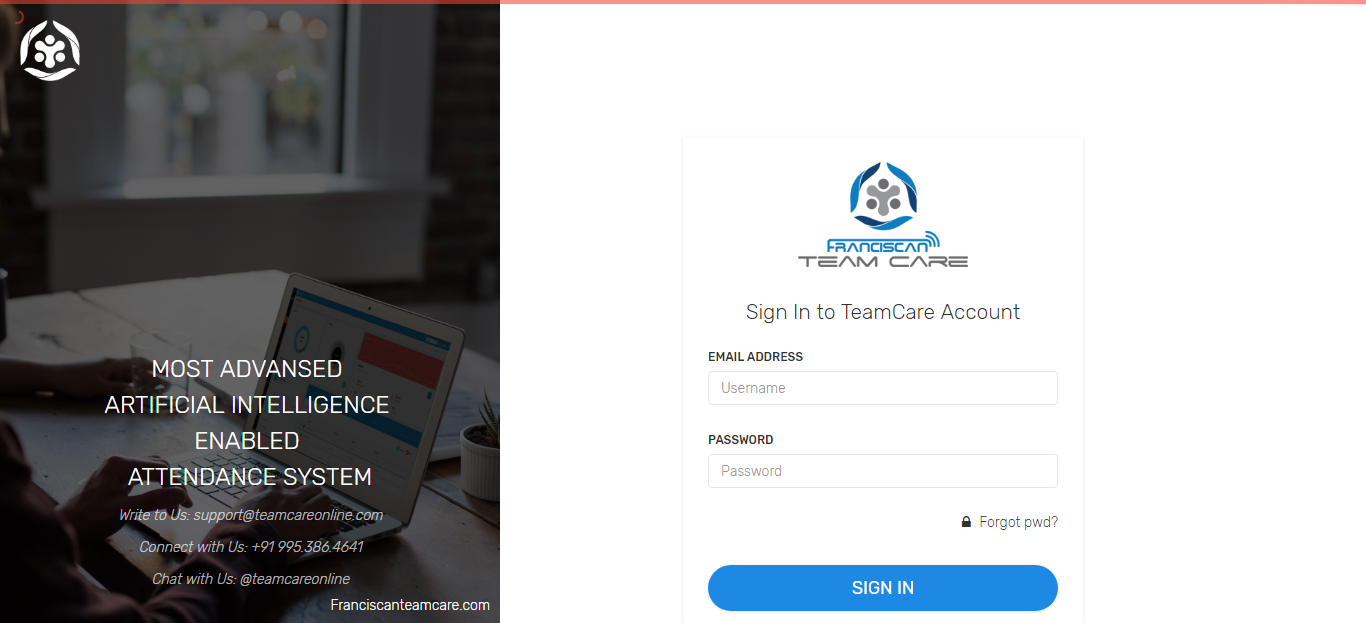 MOST ADVANSED
ARTIFICIAL INTELLIGENCE
ENABLED
ATTENDANCE SYSTEM
Write to Us: support@teamcareonline.com
Connect with Us: +91 995.386.4641
Chat with Us: @teamcareonline
Franciscanteamcare.com
FRANCISCAN
TEAM CARE
Sign In to TeamCare Account
EMAIL ADDRESS
Username
PASSWORD
Password
Forgot pwd?
SIGN IN